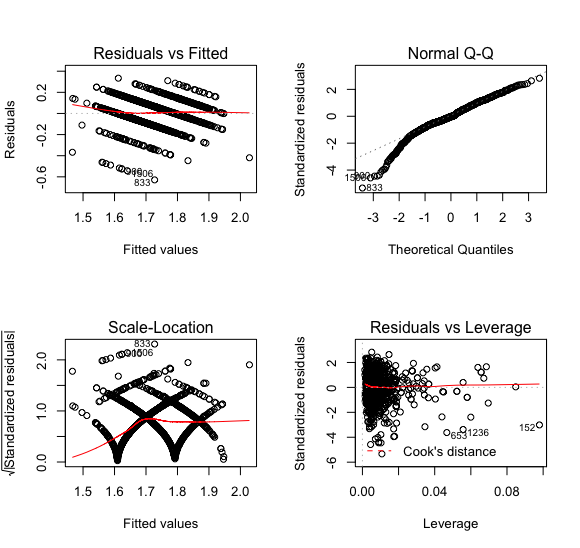 Residuals vs Fitted
Residuals
0.2
-0.2
-0.6
1506
833
1.5 1.6 1.7 1.8 1.9 2.0
Fitted values
Normal Q-Q
Standardized residuals
2
0
-2
-4
833
-3 -2 -1 0 1 2 3
Theoretical Quantiles
Scale-Location
√|Standardized residuals|
2.0
1.0
0.0
833
1506
1.5 1.6 1.7 1.8 1.9 2.0
Fitted values
Residuals vs Leverage
Standardized residuals
2
0
-2
-4
-6
152
653
1236
Cook's distance
0.00 0.04 0.08
Leverage